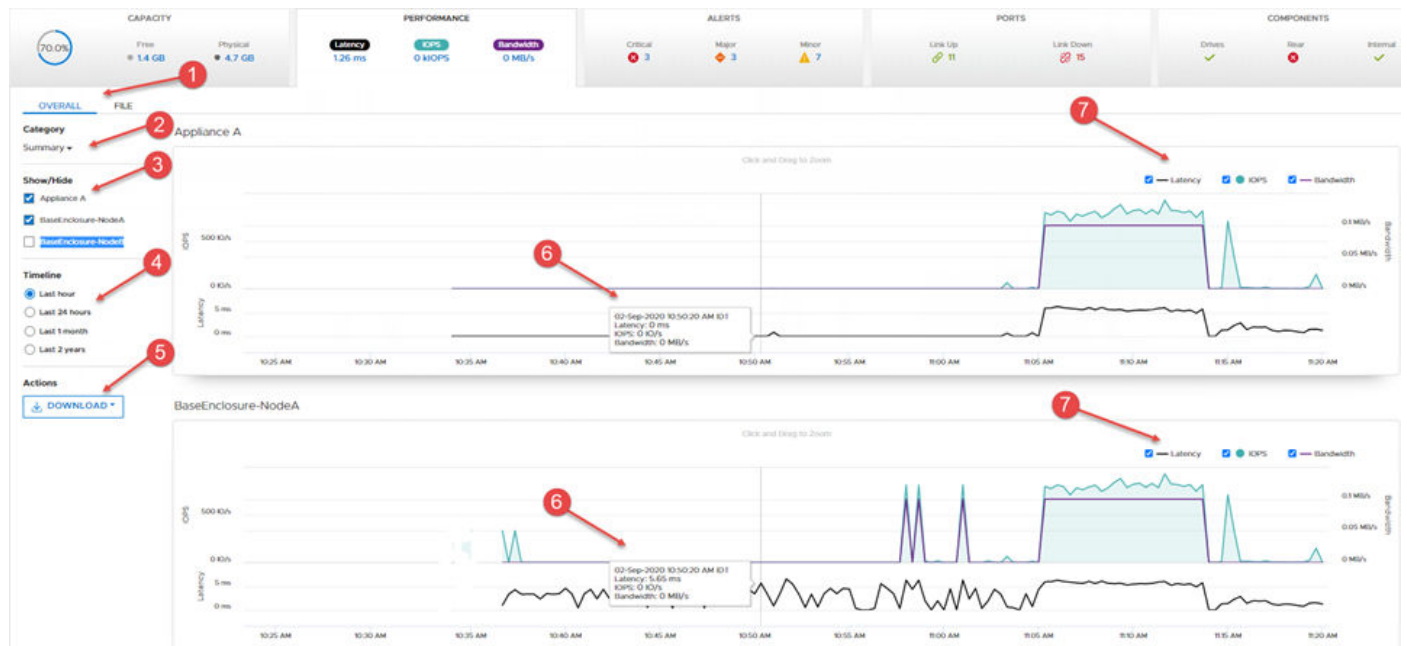 CAPACITY PERFORMANCE ALERTS PORTS COMPONENTS
70.0%
Free Physical Latency IOPS Bandwidth Critical Major Minor Link Up Link Down Drives Rear Internal
1.4 GB 4.7 GB 1.26 ms 0 kIOPS 0 MB/s 3 3 7 11 15
1
OVERALL FILE
Category
2
Summary
3
Show/Hide
Appliance A
BaseEnclosure-NodeA
BaseEnclosure-NodeB
4
Timeline
Last hour
Last 24 hours
Last 1 month
Last 2 years
5
Actions
DOWNLOAD
Appliance A
7
Click and Drag to Zoom
Latency IOPS Bandwidth
IOPS
500 IO/s
0 IO/s
Latency
5 ms
0 ms
0.1 MB/s
0.05 MB/s
0 MB/s
Bandwidth
6
02-Sep-2020 10:50:20 AM IDT
Latency: 0 ms
IOPS: 0 IO/s
Bandwidth: 0 MB/s
10:25 AM 10:30 AM 10:35 AM 10:40 AM 10:45 AM 10:50 AM 10:55 AM 11:00 AM 11:05 AM 11:10 AM 11:15 AM 11:20 AM
BaseEnclosure-NodeA
7
Click and Drag to Zoom
Latency IOPS Bandwidth
IOPS
500 IO/s
0 IO/s
Latency
5 ms
0 ms
0.1 MB/s
0.05 MB/s
0 MB/s
Bandwidth
6
02-Sep-2020 10:50:20 AM IDT
Latency: 5.65 ms
IOPS: 0 IO/s
Bandwidth: 0 MB/s
10:25 AM 10:30 AM 10:35 AM 10:40 AM 10:45 AM 10:50 AM 10:55 AM 11:00 AM 11:05 AM 11:10 AM 11:15 AM 11:20 AM